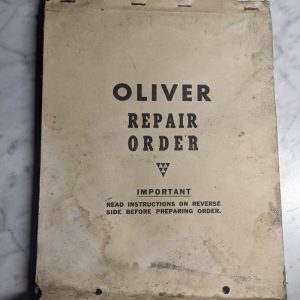 OLIVER
REPAIR
ORDER
IMPORTANT
READ INSTRUCTIONS ON REVERSE
SIDE BEFORE PREPARING ORDER.